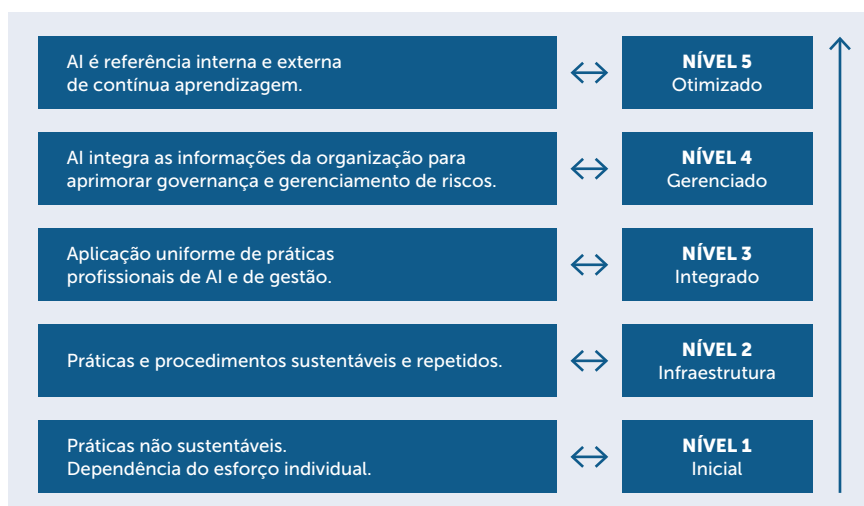 AI é referência interna e externa
de contínua aprendizagem.
NÍVEL 5
Otimizado
AI integra as informações da organização para
aprimorar governança e gerenciamento de riscos.
NÍVEL 4
Gerenciado
Aplicação uniforme de práticas
profissionais de AI e de gestão.
NÍVEL 3
Integrado
Práticas e procedimentos sustentáveis e repetidos.
NÍVEL 2
Infraestrutura
Práticas não sustentáveis.
Dependência do esforço individual.
NÍVEL 1
Inicial